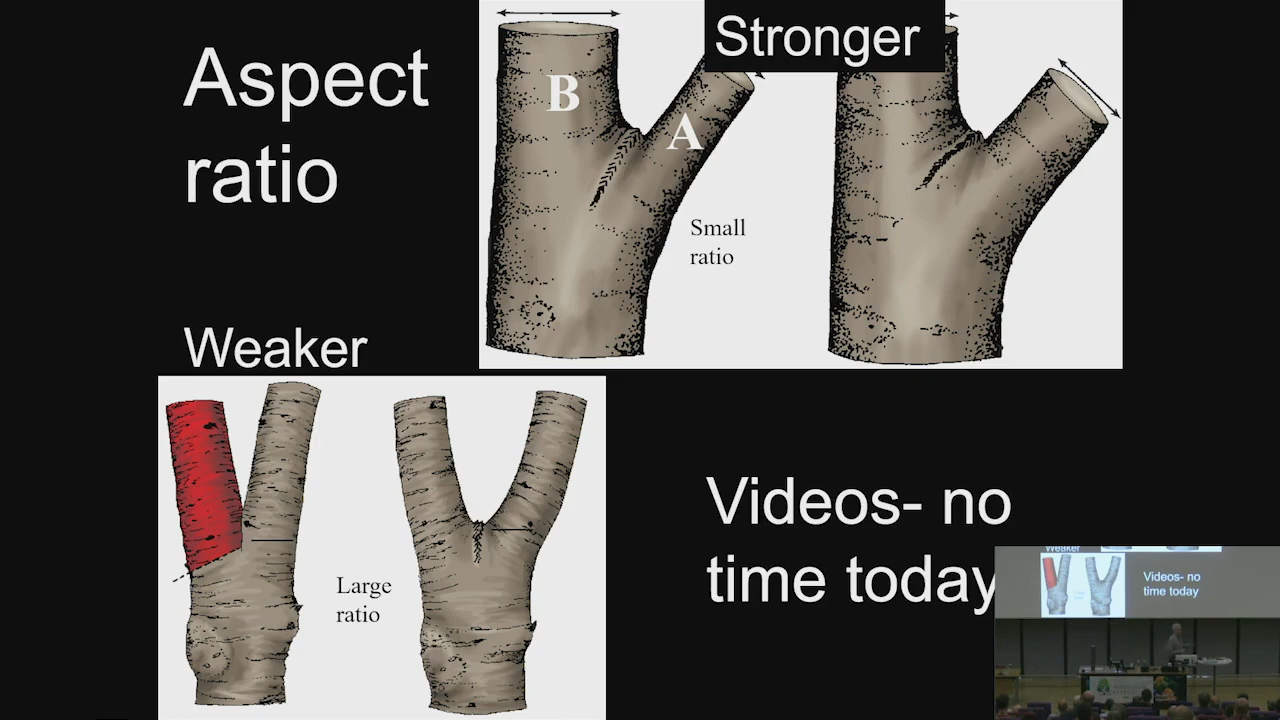 Aspect
ratio
Stronger
B
A
Small
ratio
Weaker
Large
ratio
Videos- no
time today
Weaker
Videos- no
time today